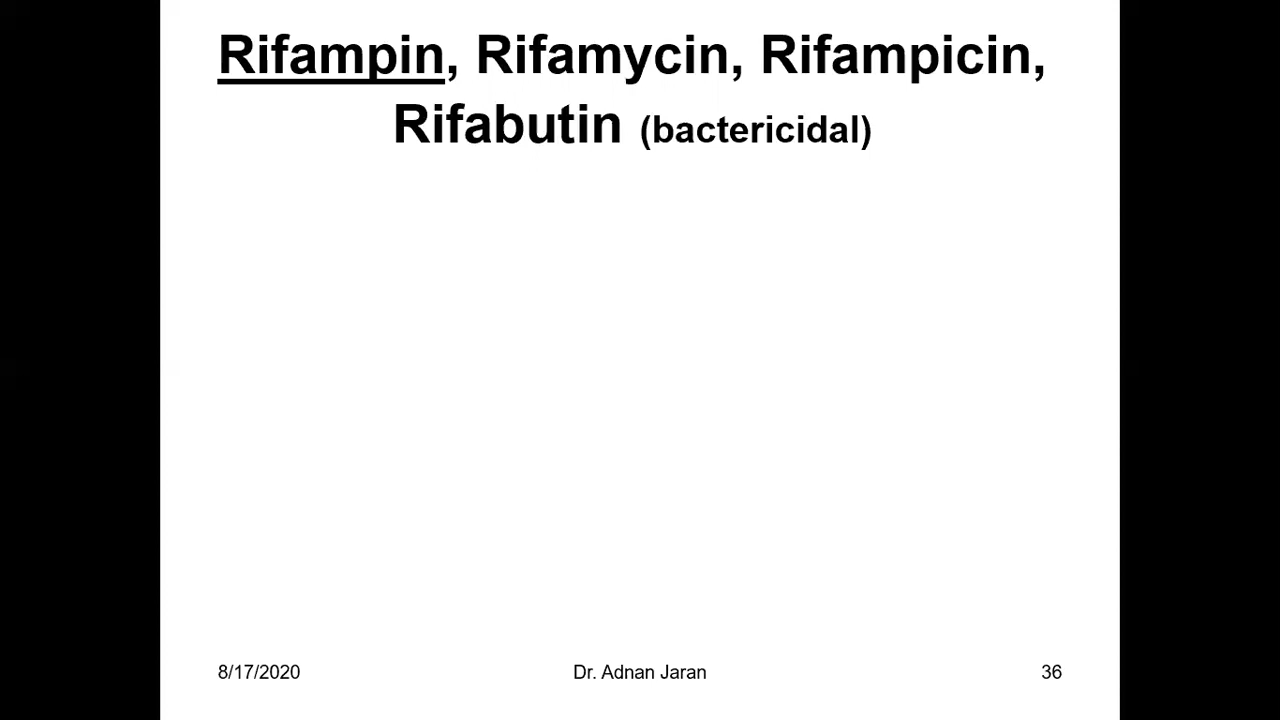 Rifampin, Rifamycin, Rifampicin,
Rifabutin (bactericidal)
8/17/2020
Dr. Adnan Jaran
36